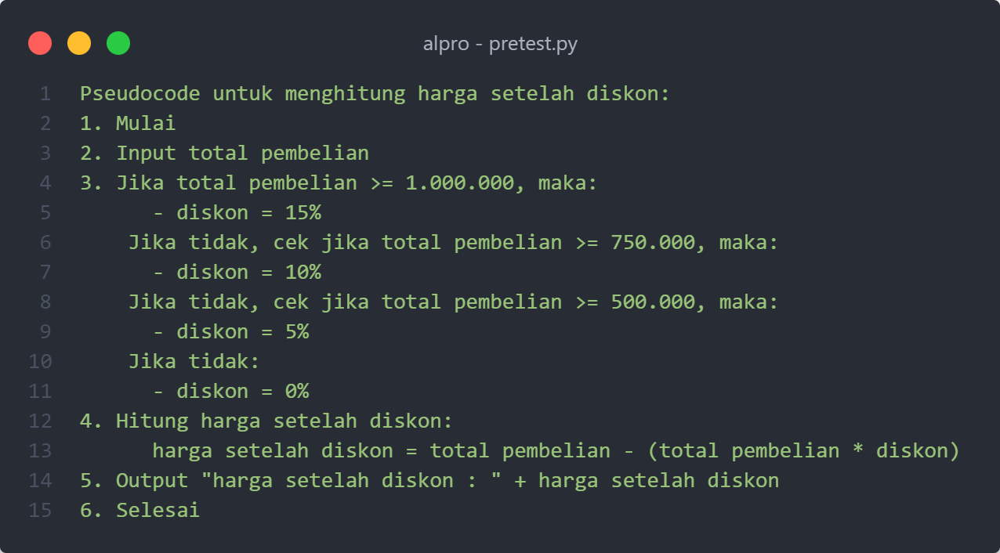 alpro - pretest.py
1 Pseudocode untuk menghitung harga setelah diskon:
2 1. Mulai
3 2. Input total pembelian
4 3. Jika total pembelian >= 1.000.000, maka:
5 - diskon = 15%
6 Jika tidak, cek jika total pembelian >= 750.000, maka:
7 - diskon = 10%
8 Jika tidak, cek jika total pembelian >= 500.000, maka:
9 - diskon = 5%
10 Jika tidak:
11 - diskon = 0%
12 4. Hitung harga setelah diskon:
13 harga setelah diskon = total pembelian - (total pembelian * diskon)
14 5. Output "harga setelah diskon : " + harga setelah diskon
15 6. Selesai